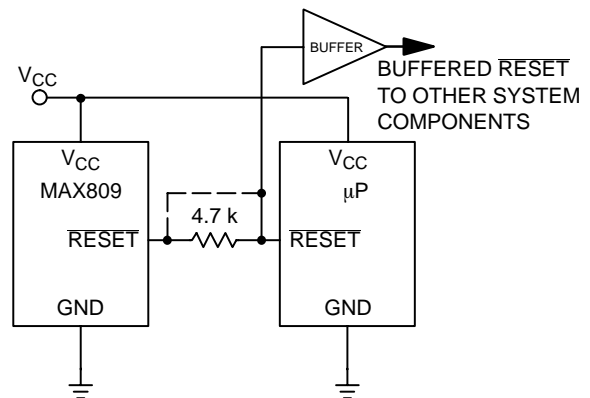 BUFFER
BUFFERED RESET
TO OTHER SYSTEM
COMPONENTS
VCC
VCC
MAX809
RESET
GND
4.7 k
VCC
μP
RESET
GND